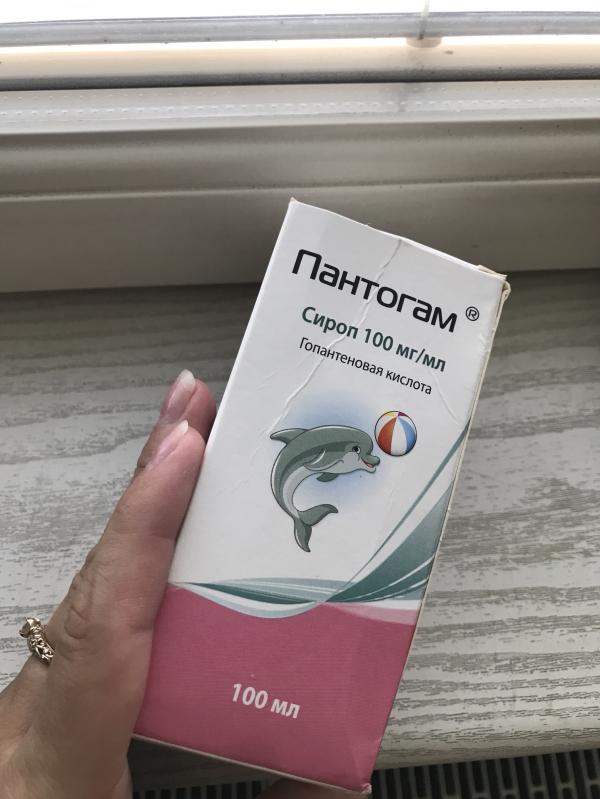 Пантогам ®
Сироп 100 мг/мл
Гопантеновая кислота
100 мл